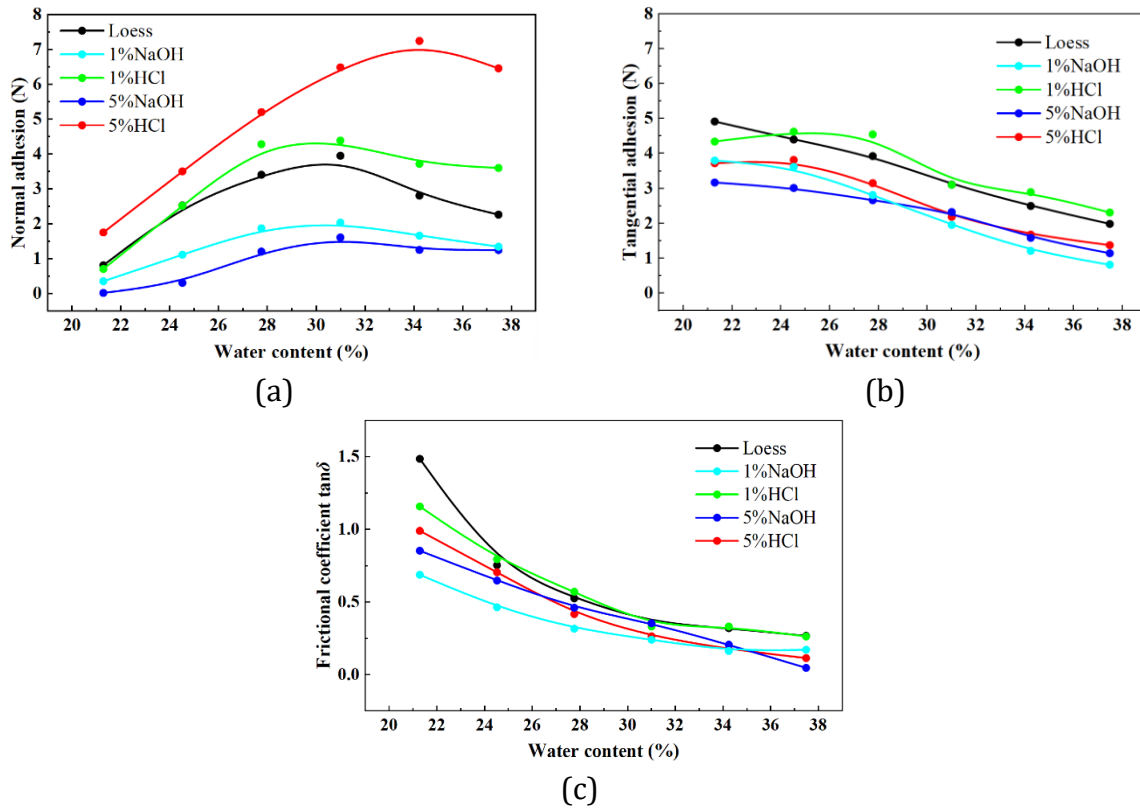 8
7
6
5
4
3
2
1
0
Normal adhesion (N)
Loess
1%NaOH
1%HCl
5%NaOH
5%HCl
20 22 24 26 28 30 32 34 36 38
Water content (%)
(a)
8
7
6
5
4
3
2
1
0
Tangential adhesion (N)
Loess
1%NaOH
1%HCl
5%NaOH
5%HCl
20 22 24 26 28 30 32 34 36 38
Water content (%)
(b)
1.5
1.0
0.5
0.0
Frictional coefficient tanδ
Loess
1%NaOH
1%HCl
5%NaOH
5%HCl
20 22 24 26 28 30 32 34 36 38
Water content (%)
(c)